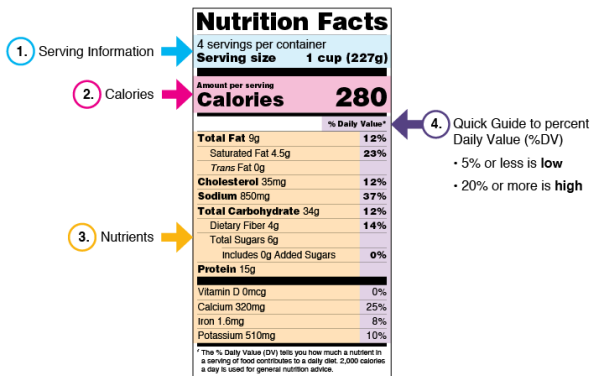 Nutrition Facts
4 servings per container
Serving size 1 cup (227g)
1. Serving Information
Amount per serving
Calories 280
2. Calories
% Daily Value*
4. Quick Guide to percent
Daily Value (%DV)
• 5% or less is low
• 20% or more is high
Total Fat 9g 12%
Saturated Fat 4.5g 23%
Trans Fat 0g
Cholesterol 35mg 12%
Sodium 850mg 37%
Total Carbohydrate 34g 12%
Dietary Fiber 4g 14%
Total Sugars 6g
Includes 0g Added Sugars 0%
Protein 15g
3. Nutrients
Vitamin D 0mcg 0%
Calcium 320mg 25%
Iron 1.6mg 8%
Potassium 510mg 10%
* The % Daily Value (DV) tells you how much a nutrient in
a serving of food contributes to a daily diet. 2,000 calories
a day is used for general nutrition advice.